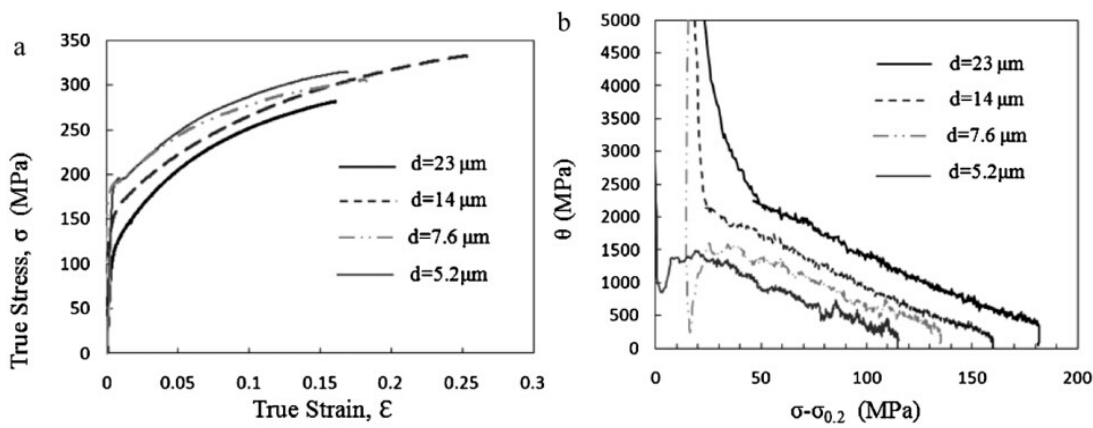 a
350
300
250
200
150
100
50
0
True Stress, σ (MPa)
0 0.05 0.1 0.15 0.2 0.25 0.3
True Strain, Ɛ
d=23 µm
d=14 µm
d=7.6 µm
d=5.2µm
b
5000
4500
4000
3500
3000
2500
2000
1500
1000
500
0
θ (MPa)
0 50 100 150 200
σ-σ0.2 (MPa)
d=23 µm
d=14 µm
d=7.6 µm
d=5.2µm